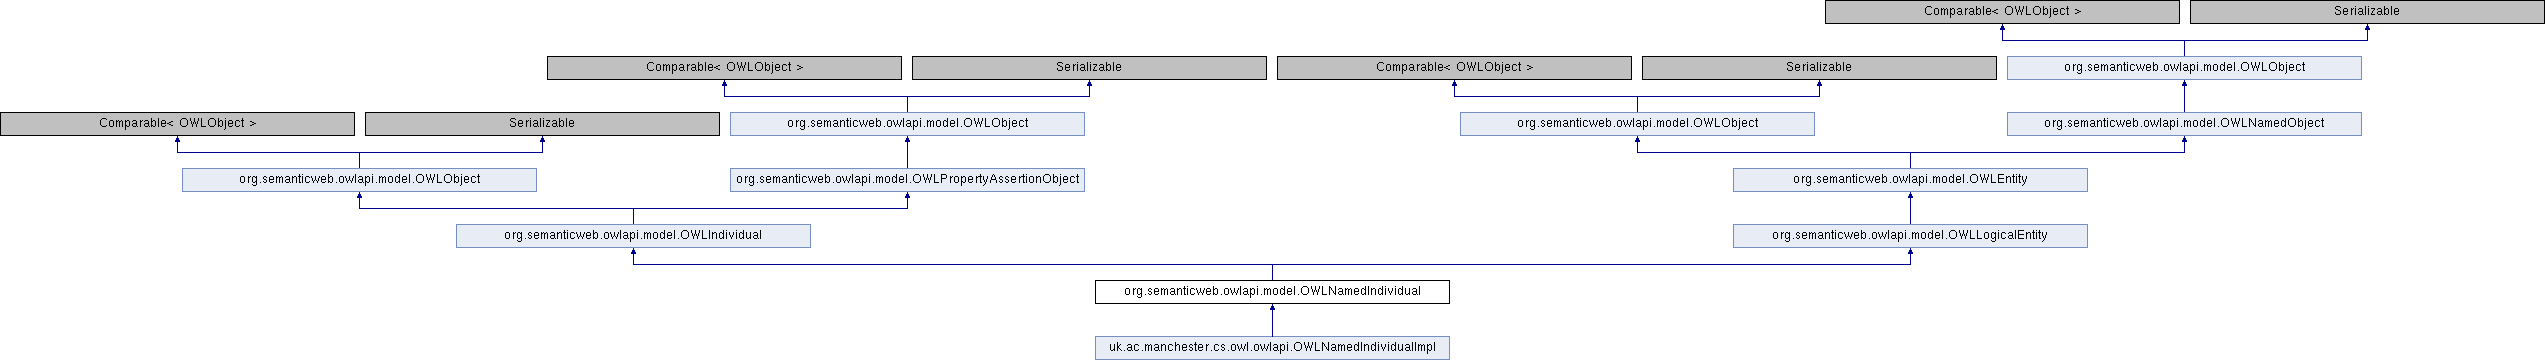 Comparable< OWLObject >
Serializable
Comparable< OWLObject >
Serializable
Comparable< OWLObject >
Serializable
org.semanticweb.owlapi.model.OWLObject
Comparable< OWLObject >
Serializable
org.semanticweb.owlapi.model.OWLObject
org.semanticweb.owlapi.model.OWLObject
org.semanticweb.owlapi.model.OWLNamedObject
org.semanticweb.owlapi.model.OWLObject
org.semanticweb.owlapi.model.OWLPropertyAssertionObject
org.semanticweb.owlapi.model.OWLEntity
org.semanticweb.owlapi.model.OWLIndividual
org.semanticweb.owlapi.model.OWLLogicalEntity
org.semanticweb.owlapi.model.OWLNamedIndividual
uk.ac.manchester.cs.owl.owlapi.OWLNamedIndividualImpl